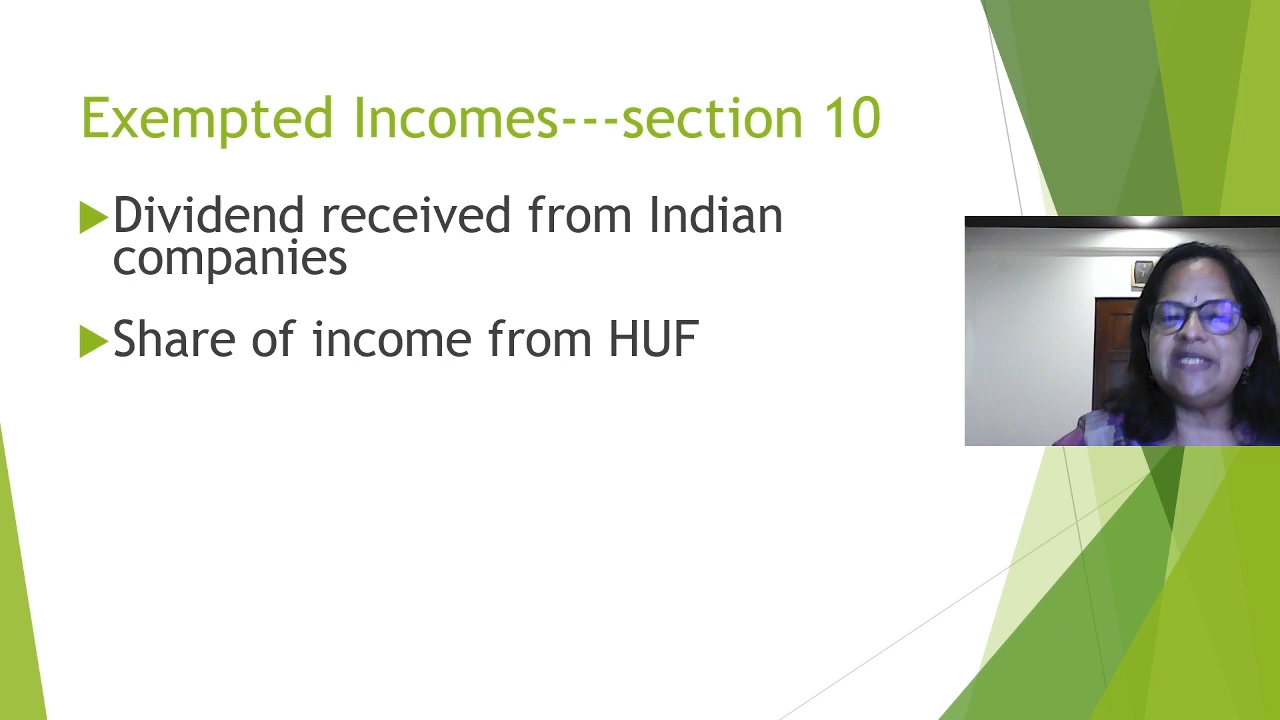 Exempted Incomes---section 10
Dividend received from Indian
companies
Share of income from HUF